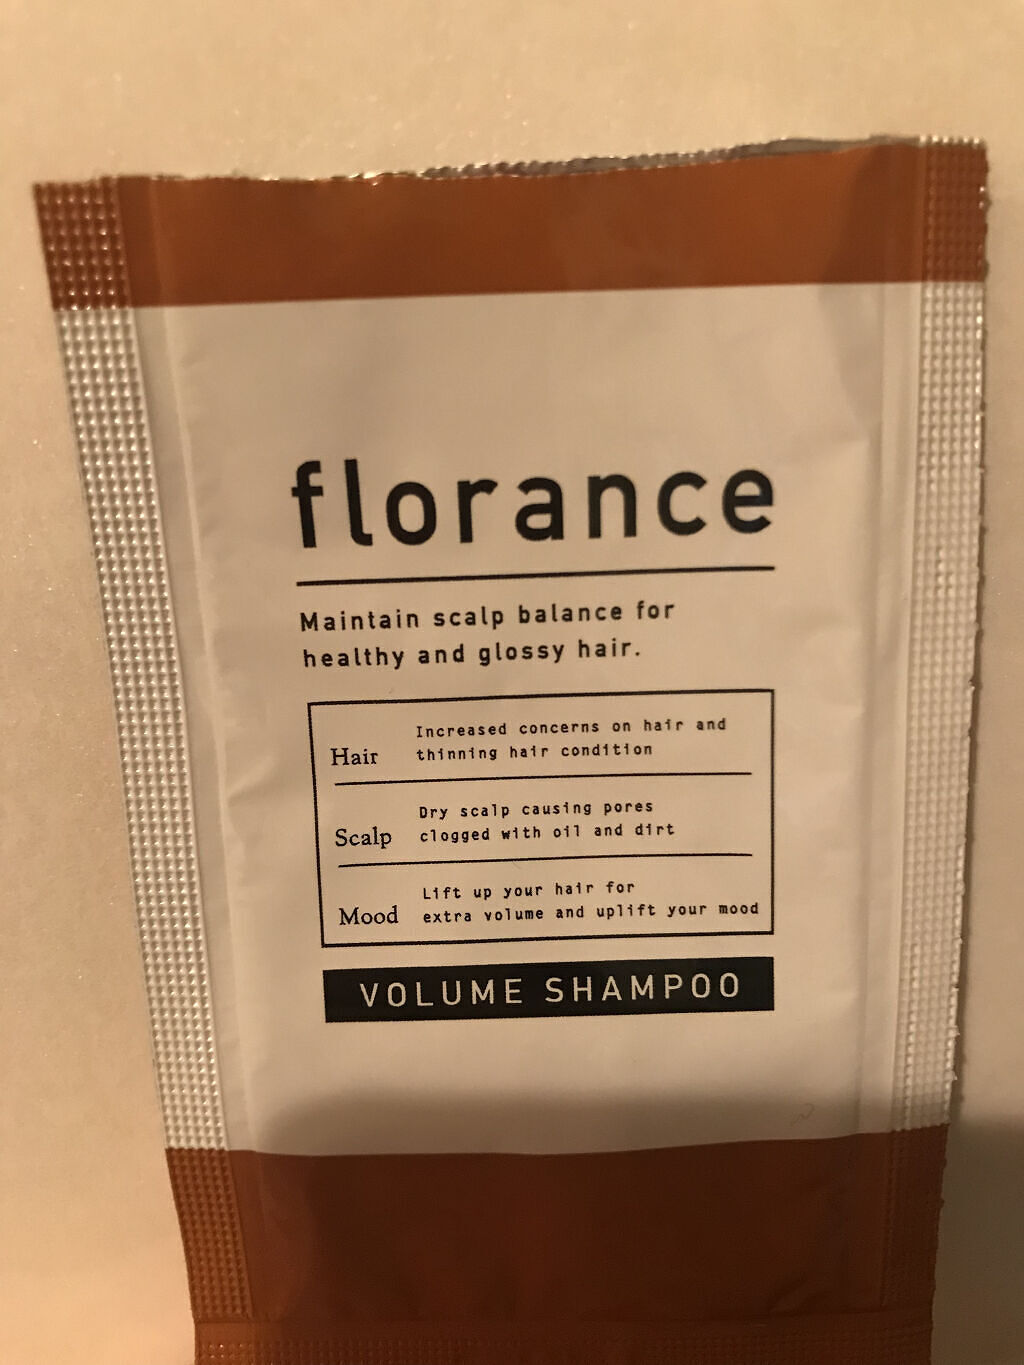 florance
Maintain scalp balance for
healthy and glossy hair.
Hair
Increased concerns on hair and
thinning hair condition
Scalp
Dry scalp causing pores
clogged with oil and dirt
Mood
Lift up your hair for
extra volume and uplift your mood
VOLUME SHAMPOO